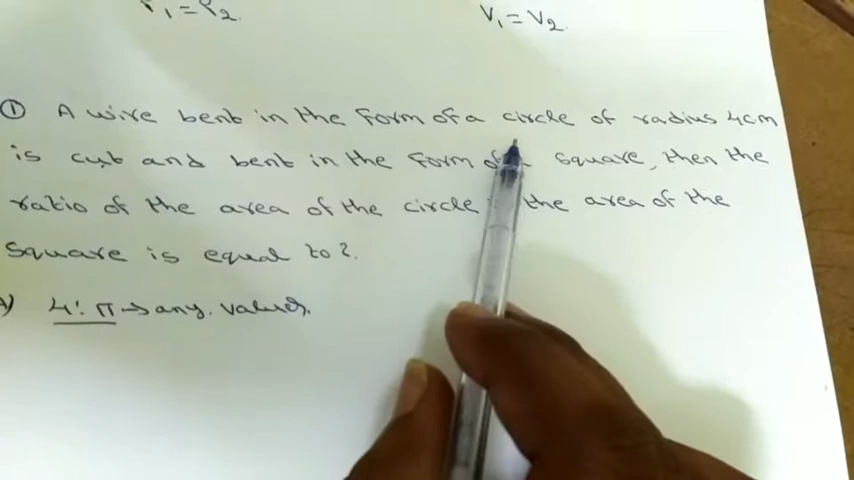 r₁ = r₂ V₁ = V₂
① A wire bent in the form of a circle of radius 4cm
is cut and bent in the form of square, then the
ratio of the area of the circle the area of the
square is equal to?
A) 4:π → any. values.